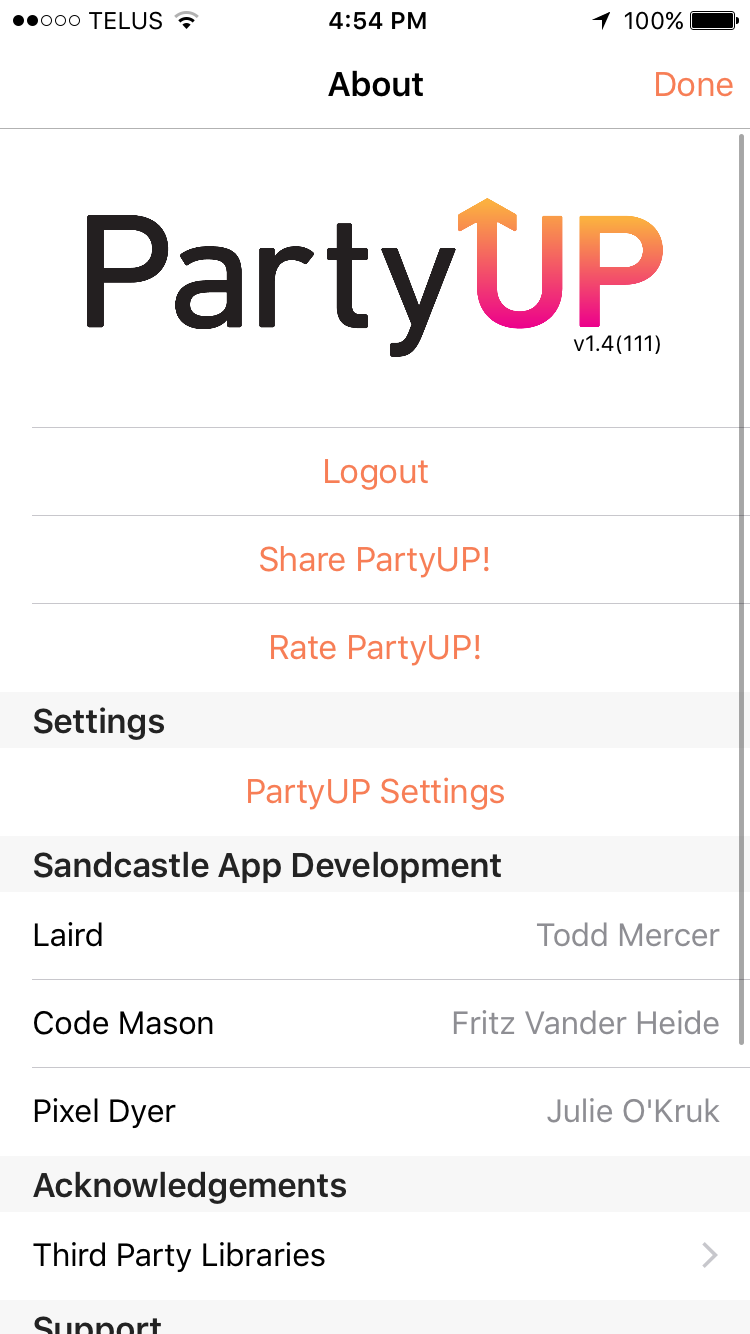 TELUS 4:54 PM 100%
About Done
PartyUP
v1.4(111)
Logout
Share PartyUP!
Rate PartyUP!
Settings
PartyUP Settings
Sandcastle App Development
Laird Todd Mercer
Code Mason Fritz Vander Heide
Pixel Dyer Julie O'Kruk
Acknowledgements
Third Party Libraries
Support